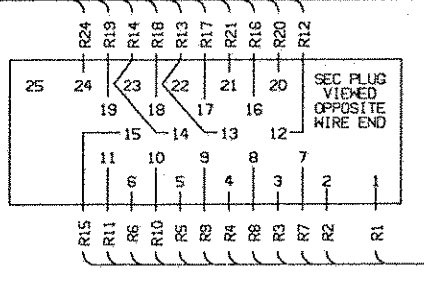 R24 R19 R14 R18 R13 R17 R21 R16 R20 R12
25 24 23 22 21 20 SEC PLUG
VIEWED
OPPOSITE
WIRE END
19 18 17 16
15 14 13 12
11 10 9 8 7
6 5 4 3 2 1
R15 R11 R6 R10 R5 R9 R4 R8 R3 R7 R2 R1